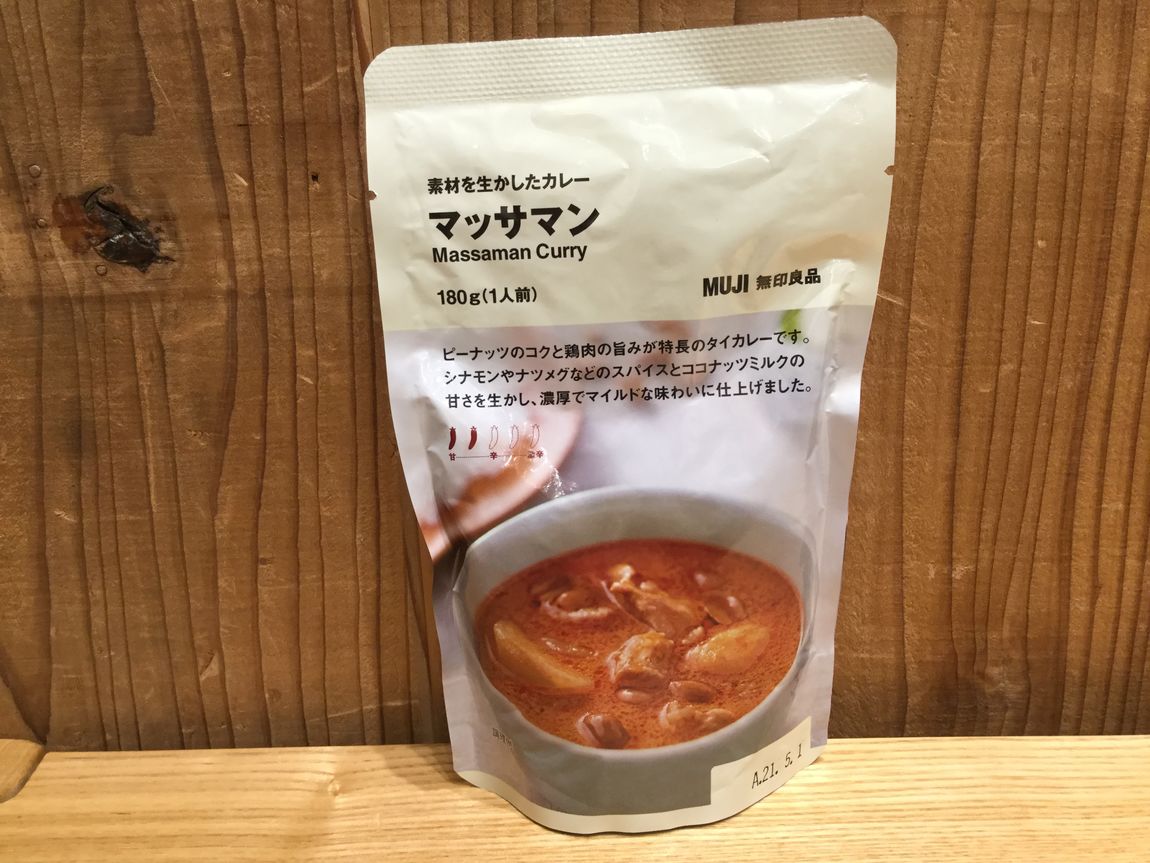 素材を生かしたカレー
マッサマン
Massaman Curry
180g(1人前)
MUJI 無印良品
ピーナッツのコクと鶏肉の旨みが特長のタイカレーです。
シナモンやナツメグなどのスパイスとココナッツミルクの
甘さを生かし、濃厚でマイルドな味わいに仕上げました。
甘 辛 激辛
A.21. 5. 1